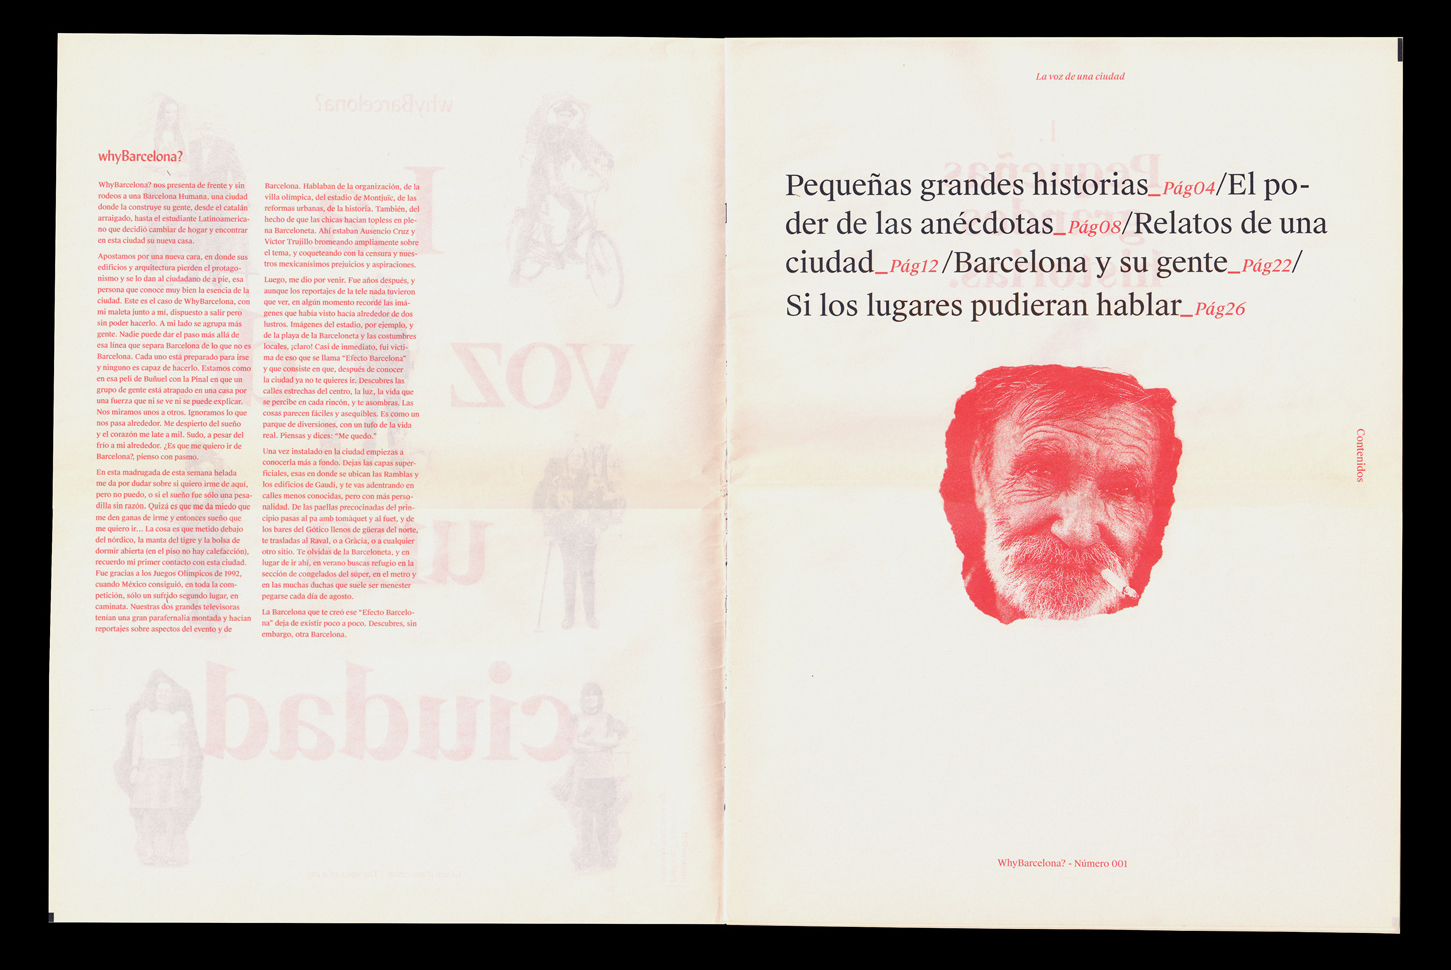 whyBarcelona?
WhyBarcelona? nos presenta de frente y sin
rodeos a una Barcelona Humana, una ciudad
donde la construye su gente, desde el catalán
arraigado, hasta el estudiante Latinoamerica-
no que decidió cambiar de hogar y encontrar
en esta ciudad su nueva casa.
Apostamos por una nueva cara, en donde sus
edificios y arquitectura pierden el protago-
nismo y se lo dan al ciudadano de a pie, esa
persona que conoce muy bien la esencia de la
ciudad. Este es el caso de WhyBarcelona, con
mi maleta junto a mí, dispuesto a salir pero
sin poder hacerlo. A mi lado se agrupa más
gente. Nadie puede dar el paso más allá de
esa línea que separa Barcelona de lo que no es
Barcelona. Cada uno está preparado para irse
y ninguno es capaz de hacerlo. Estamos como
en esa peli de Buñuel con la Pinal en que un
grupo de gente está atrapado en una casa por
una fuerza que ni se ve ni se puede explicar.
Nos miramos unos a otros. Ignoramos lo que
nos pasa alrededor. Me despierto del sueño
y el corazón me late a mil. Sudo, a pesar del
frío a mi alrededor. ¿Es que me quiero ir de
Barcelona?, pienso con pasmo.
En esta madrugada de esta semana helada
me da por dudar sobre si quiero irme de aquí,
pero no puedo, o si el sueño fue sólo una pesa-
dilla sin razón. Quizá es que me da miedo que
me den ganas de irme y entonces sueño que
me quiero ir... La cosa es que metido debajo
del nórdico, la manta del tigre y la bolsa de
dormir abierta (en el piso no hay calefacción),
recuerdo mi primer contacto con esta ciudad.
Fue gracias a los Juegos Olímpicos de 1992,
cuando México consiguió, en toda la com-
petición, sólo un sufrido segundo lugar, en
caminata. Nuestras dos grandes televisoras
tenían una gran parafernalia montada y hacían
reportajes sobre aspectos del evento y de
Barcelona. Hablaban de la organización, de la
villa olímpica, del estadio de Montjuïc, de las
reformas urbanas, de la historia. También, del
hecho de que las chicas hacían topless en ple-
na Barceloneta. Ahí estaban Ausencio Cruz y
Víctor Trujillo bromeando ampliamente sobre
el tema, y coqueteando con la censura y nues-
tros mexicanísimos prejuicios y aspiraciones.
Luego, me dio por venir. Fue años después, y
aunque los reportajes de la tele nada tuvieron
que ver, en algún momento recordé las imá-
genes que había visto hacía alrededor de dos
lustros. Imágenes del estadio, por ejemplo, y
de la playa de la Barceloneta y las costumbres
locales, ¡claro! Casi de inmediato, fui vícti-
ma de eso que se llama "Efecto Barcelona"
y que consiste en que, después de conocer
la ciudad ya no te quieres ir. Descubres las
calles estrechas del centro, la luz, la vida que
se percibe en cada rincón, y te asombras. Las
cosas parecen fáciles y asequibles. Es como un
parque de diversiones, con un tufo de la vida
real. Piensas y dices: "Me quedo."
Una vez instalado en la ciudad empiezas a
conocerla más a fondo. Dejas las capas super-
ficiales, esas en donde se ubican las Ramblas y
los edificios de Gaudí, y te vas adentrando en
calles menos conocidas, pero con más perso-
nalidad. De las paellas precocinadas del prin-
cipio pasas al pa amb tomàquet y al fuet, y de
los bares del Gótico llenos de güeras del norte,
te trasladas al Raval, o a Gràcia, o a cualquier
otro sitio. Te olvidas de la Barceloneta, y en
lugar de ir ahí, en verano buscas refugio en la
sección de congelados del súper, en el metro y
en las muchas duchas que suele ser menester
pegarse cada día de agosto.
La Barcelona que te creó ese "Efecto Barcelo-
na" deja de existir poco a poco. Descubres, sin
embargo, otra Barcelona.
La voz de una ciudad
Pequeñas grandes historias_Pág04/El po-
der de las anécdotas_Pág08/Relatos de una
ciudad_Pág12/Barcelona y su gente_Pág22/
Si los lugares pudieran hablar_Pág26
Contenidos
WhyBarcelona? - Número 001